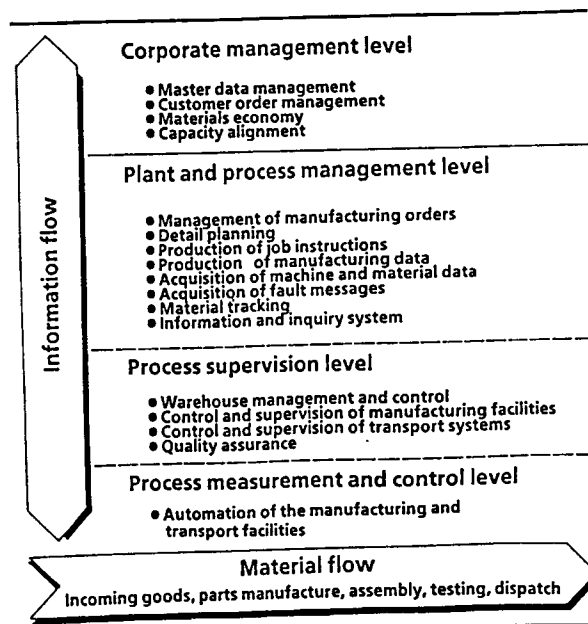 Corporate management level
● Master data management
● Customer order management
● Materials economy
● Capacity alignment
Plant and process management level
● Management of manufacturing orders
● Detail planning
● Production of job instructions
● Production of manufacturing data
● Acquisition of machine and material data
● Acquisition of fault messages
● Material tracking
● Information and inquiry system
Process supervision level
● Warehouse management and control
● Control and supervision of manufacturing facilities
● Control and supervision of transport systems
● Quality assurance
Process measurement and control level
● Automation of the manufacturing and
transport facilities
Information flow
Material flow
Incoming goods, parts manufacture, assembly, testing, dispatch